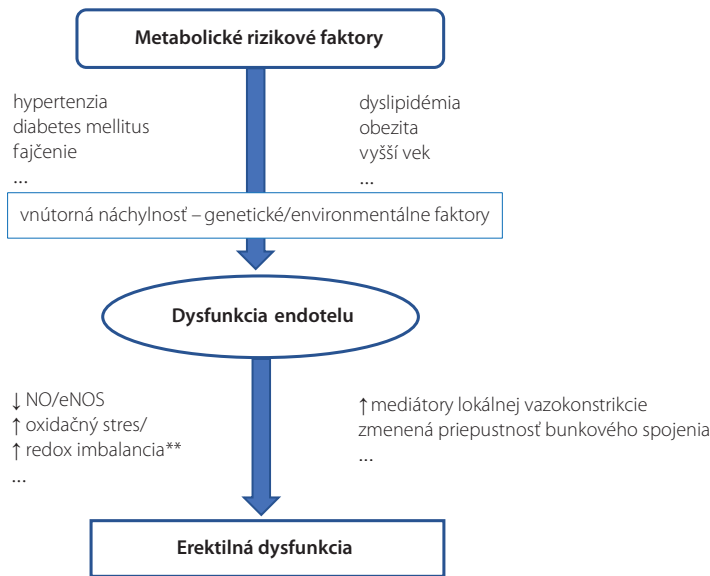 Metabolické rizikové faktory
hypertenzia
diabetes mellitus
fajčenie
...
dyslipidémia
obezita
vyšší vek
...
vnútorná náchylnosť – genetické/environmentálne faktory
Dysfunkcia endotelu
↓ NO/eNOS
↑ oxidačný stres/
↑ redox imbalancia**
...
↑ mediátory lokálnej vazokonstrikcie
zmenená priepustnosť bunkového spojenia
...
Erektilná dysfunkcia